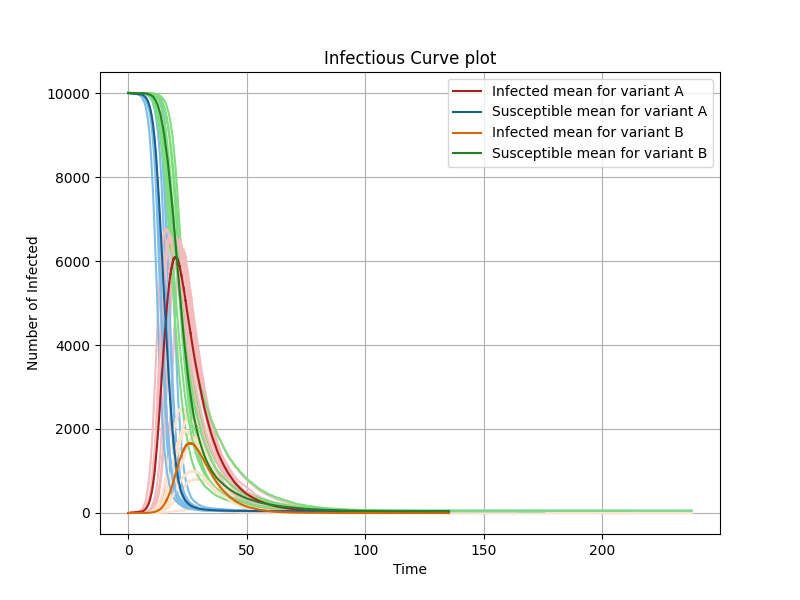 Infectious Curve plot
Infected mean for variant A
Susceptible mean for variant A
Infected mean for variant B
Susceptible mean for variant B
10000
8000
6000
4000
2000
0
Number of Infected
0 50 100 150 200
Time